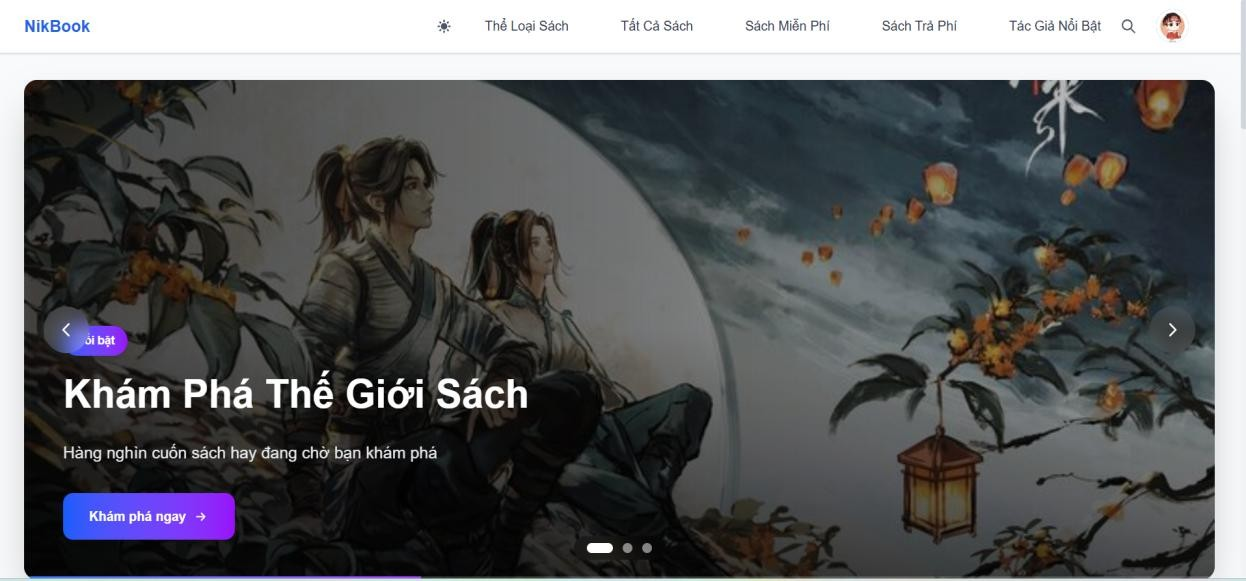 NikBook
Thể Loại Sách
Tất Cả Sách
Sách Miễn Phí
Sách Trả Phí
Tác Giả Nổi Bật
bật
Khám Phá Thế Giới Sách
Hàng nghìn cuốn sách hay đang chờ bạn khám phá
Khám phá ngay →